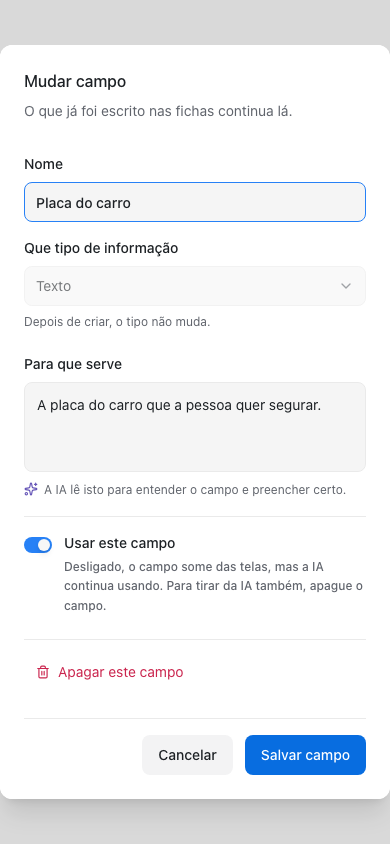 Mudar campo
O que já foi escrito nas fichas continua lá.
Nome
Placa do carro
Que tipo de informação
Texto
Depois de criar, o tipo não muda.
Para que serve
A placa do carro que a pessoa quer segurar.
A IA lê isto para entender o campo e preencher certo.
Usar este campo
Desligado, o campo some das telas, mas a IA
continua usando. Para tirar da IA também, apague o
campo.
Apagar este campo
Cancelar
Salvar campo